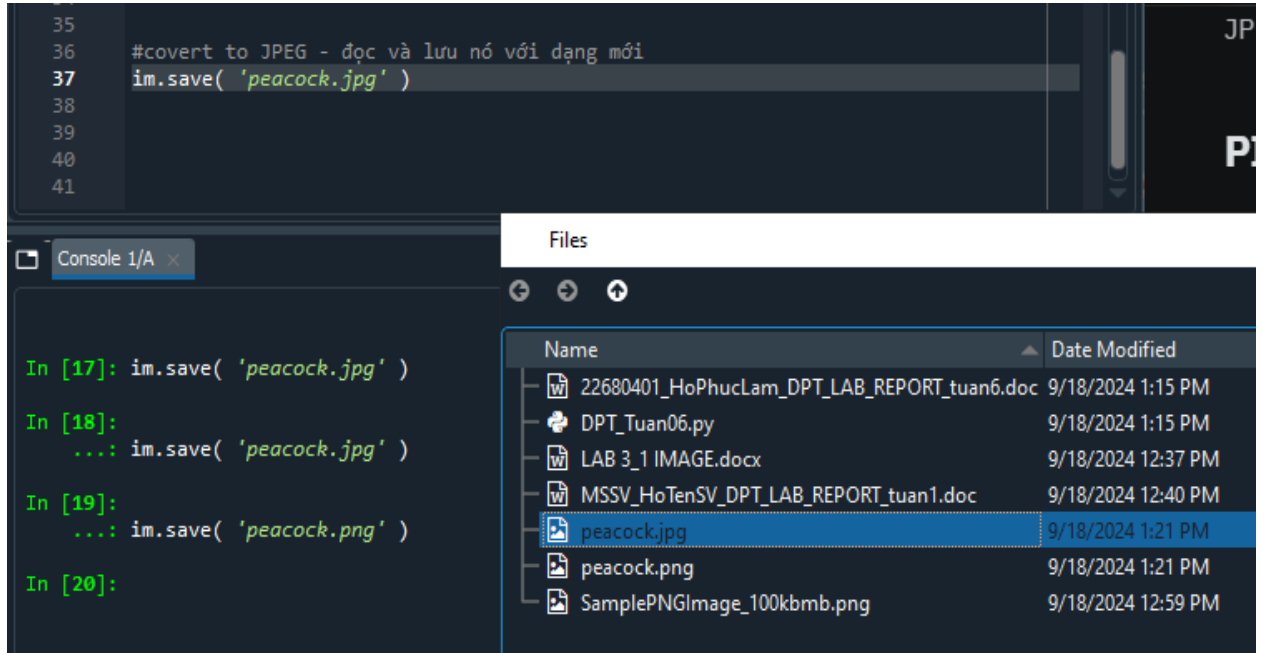 35
36 #covert to JPEG - đọc và lưu nó với dạng mới
37 im.save( 'peacock.jpg' )
38
39
40
41
JP
Console 1/A
In [17]: im.save( 'peacock.jpg' )
In [18]:
...: im.save( 'peacock.jpg' )
In [19]:
...: im.save( 'peacock.png' )
In [20]:
Files
Name Date Modified
22680401_HoPhucLam_DPT_LAB_REPORT_tuan6.doc 9/18/2024 1:15 PM
DPT_Tuan06.py 9/18/2024 1:15 PM
LAB 3_1 IMAGE.docx 9/18/2024 12:37 PM
MSSV_HoTenSV_DPT_LAB_REPORT_tuan1.doc 9/18/2024 12:40 PM
peacock.jpg 9/18/2024 1:21 PM
peacock.png 9/18/2024 1:21 PM
SamplePNGImage_100kbmb.png 9/18/2024 12:59 PM